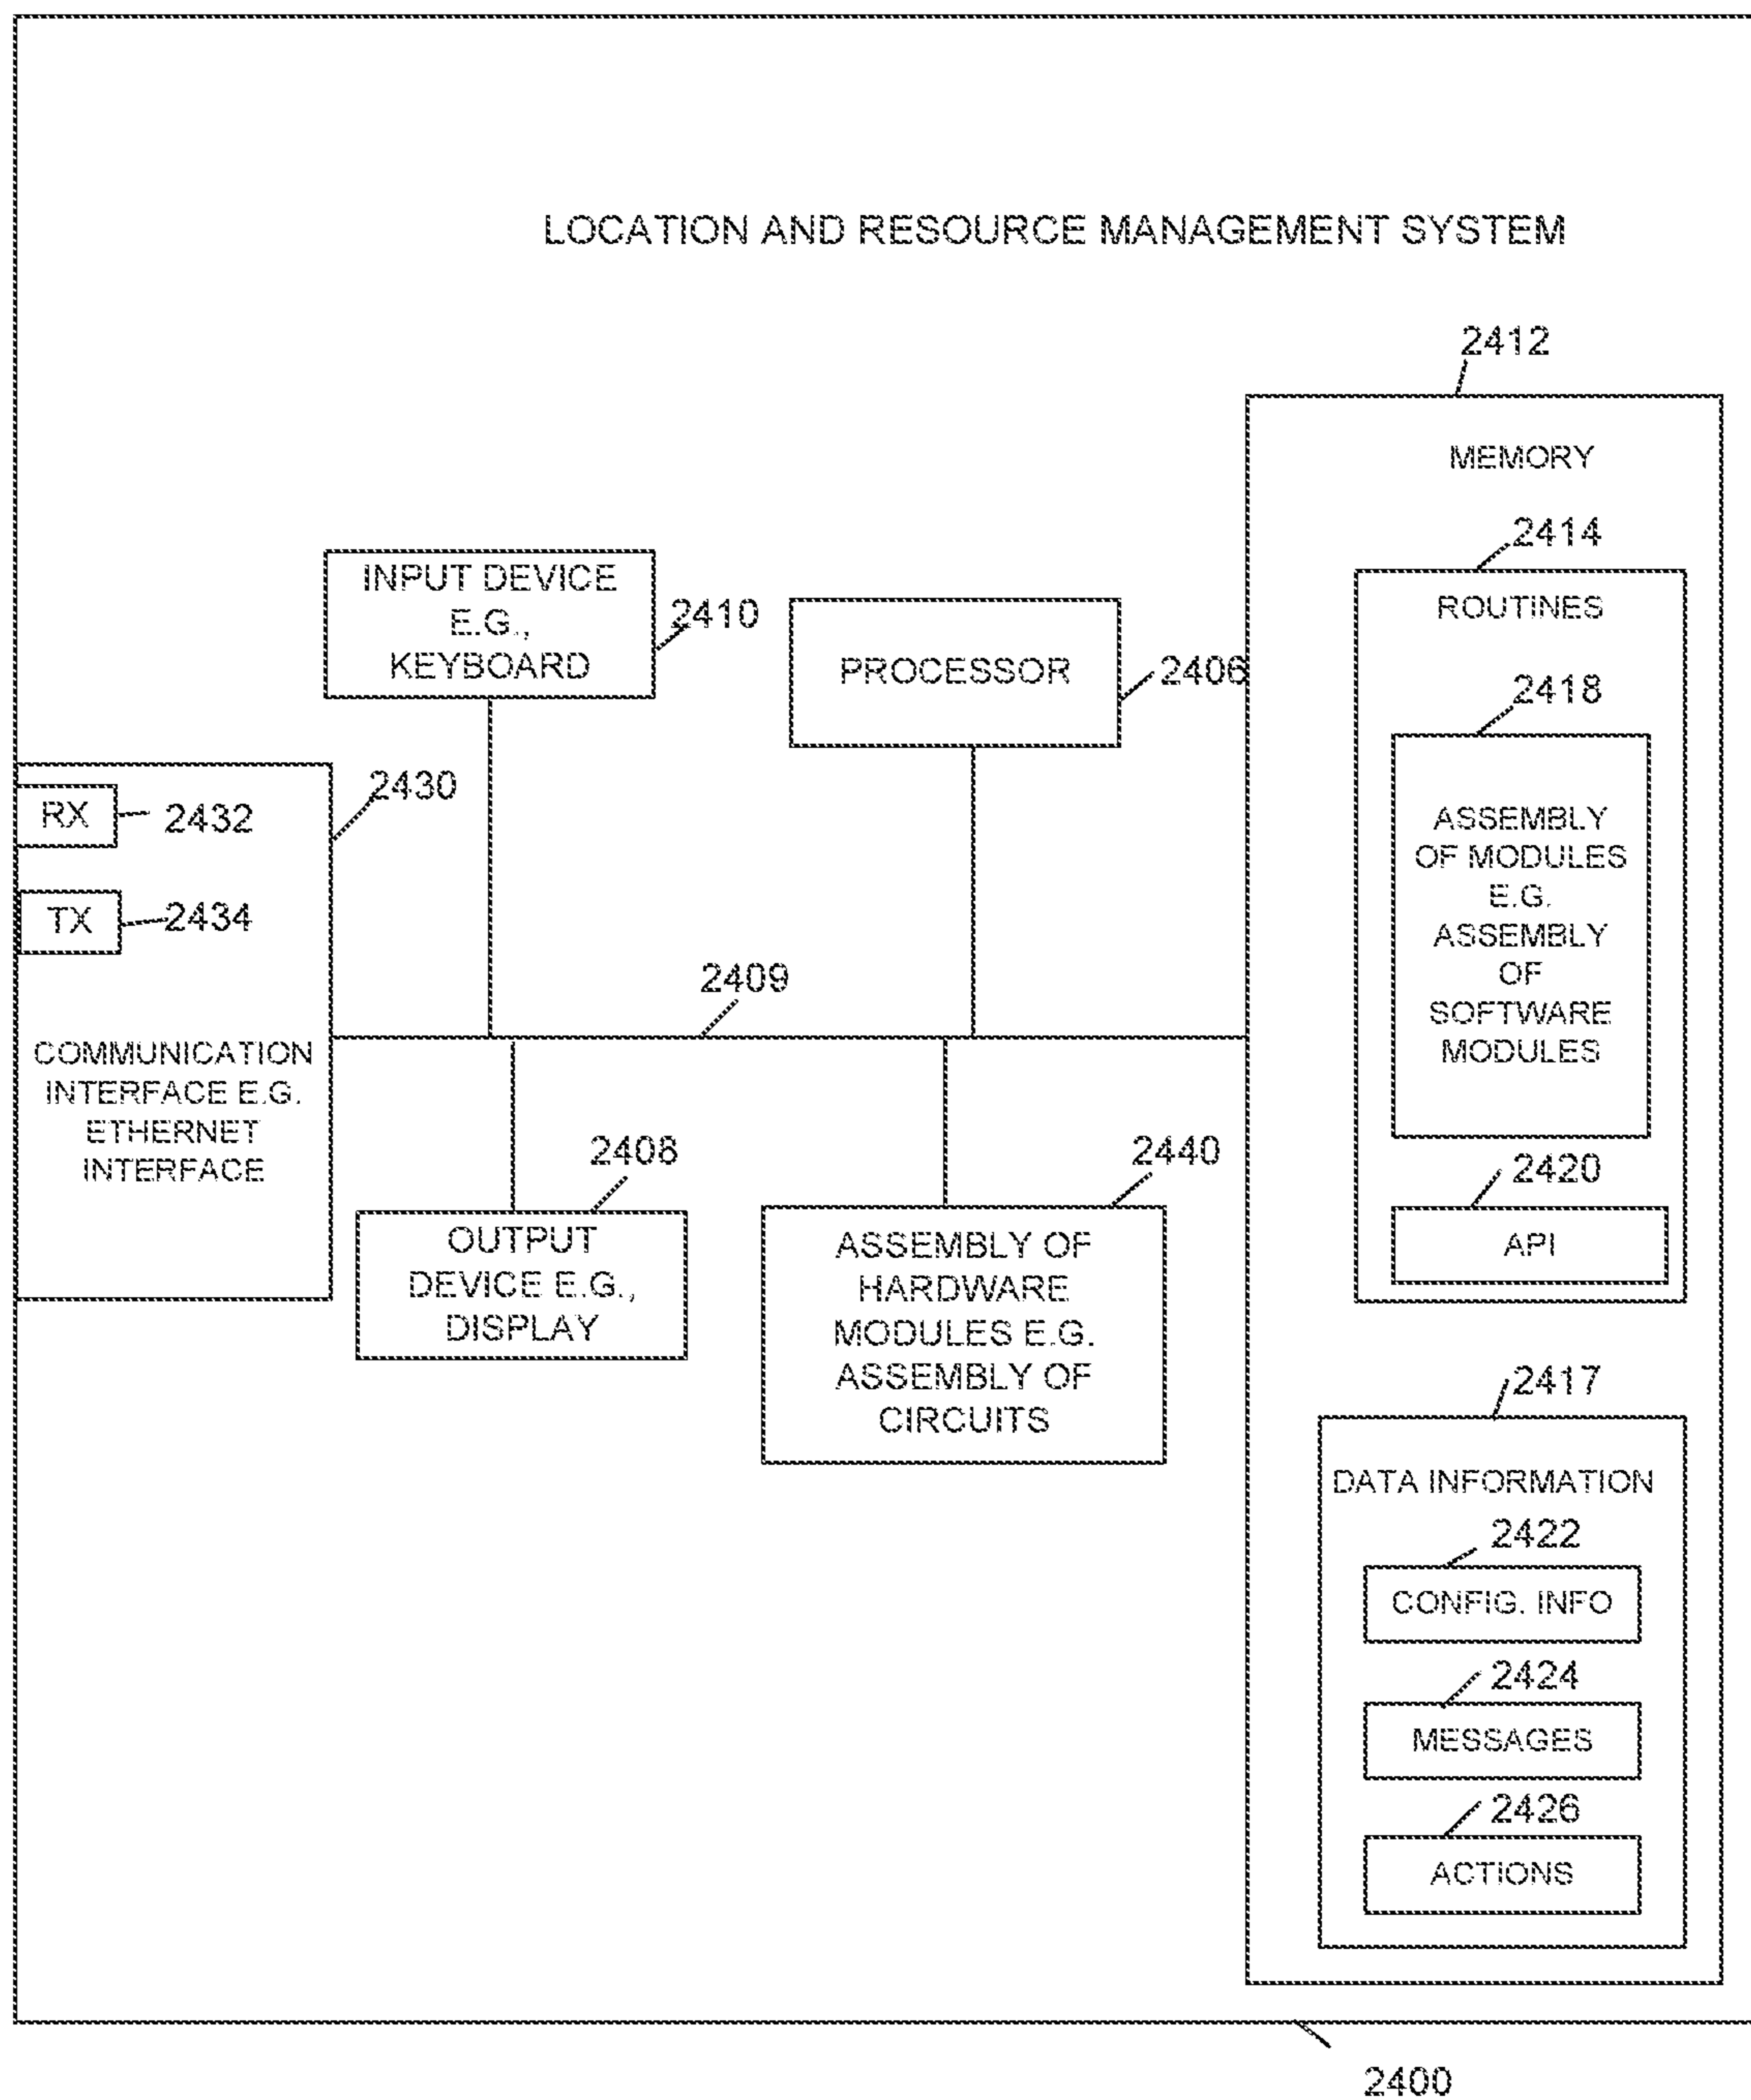 LOCATION AND RESOURCE MANAGEMENT SYSTEM
2412
MEMORY
2414
ROUTINES
2418
ASSEMBLY
OF MODULES
E.G.
ASSEMBLY
OF
SOFTWARE
MODULES
2420
API
2417
DATA INFORMATION
2422
CONFIG. INFO
2424
MESSAGES
2426
ACTIONS
INPUT DEVICE
E.G.,
KEYBOARD
2410
PROCESSOR
2406
RX
2432
2430
TX
2434
COMMUNICATION
INTERFACE E.G.
ETHERNET
INTERFACE
2409
2408
OUTPUT
DEVICE E.G.,
DISPLAY
2440
ASSEMBLY OF
HARDWARE
MODULES E.G.
ASSEMBLY OF
CIRCUITS
2400